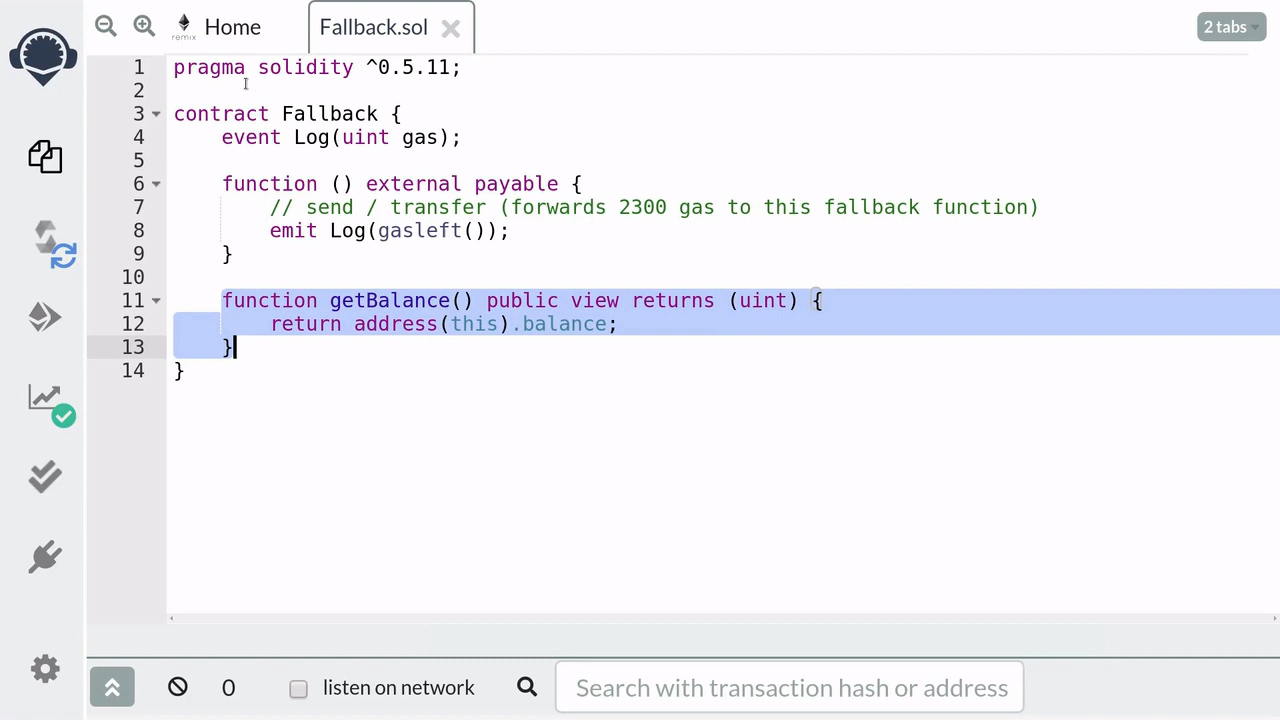 Home
remix
Fallback.sol
2 tabs
1 pragma solidity ^0.5.11;
2
3 contract Fallback {
4     event Log(uint gas);
5
6     function () external payable {
7         // send / transfer (forwards 2300 gas to this fallback function)
8         emit Log(gasleft());
9     }
10
11     function getBalance() public view returns (uint) {
12         return address(this).balance;
13     }
14 }
0
listen on network
Search with transaction hash or address